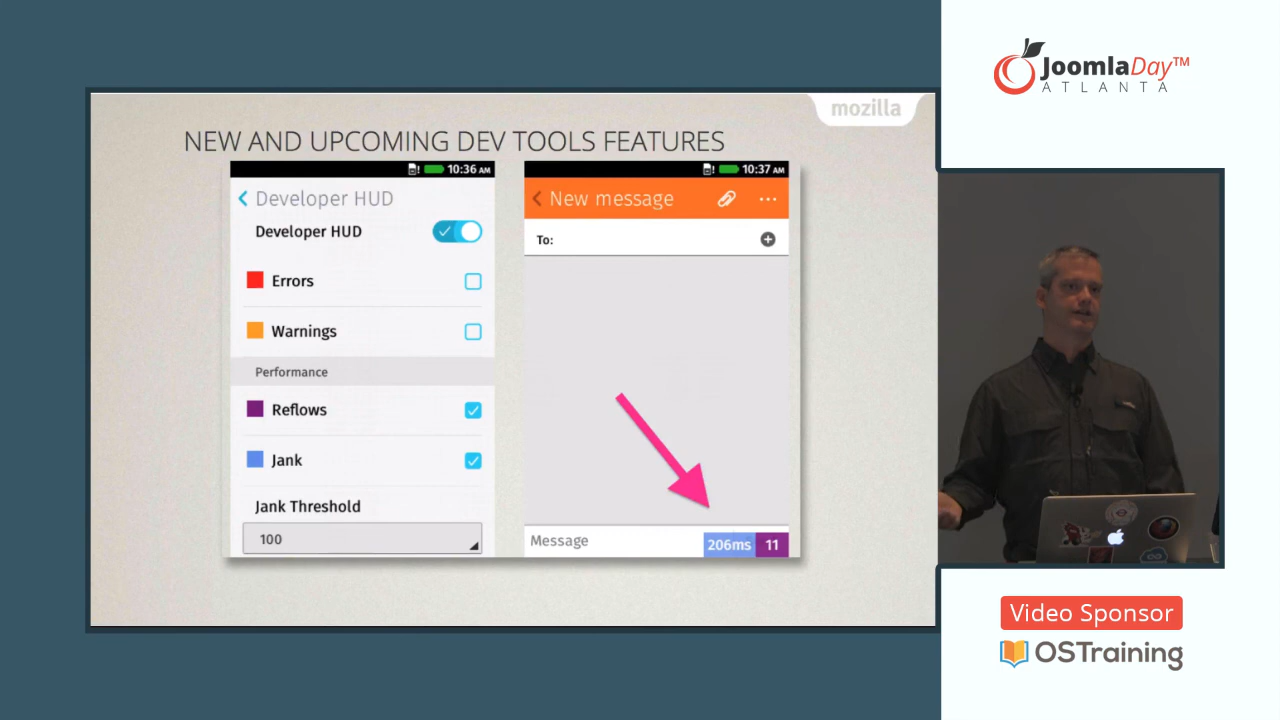 JoomlaDay™
ATLANTA
mozilla
NEW AND UPCOMING DEV TOOLS FEATURES
10:36 AM
Developer HUD
Developer HUD
Errors
Warnings
Performance
Reflows
Jank
Jank Threshold
100
10:37 AM
New message
To:
Message
206ms 11
Video Sponsor
OSTraining